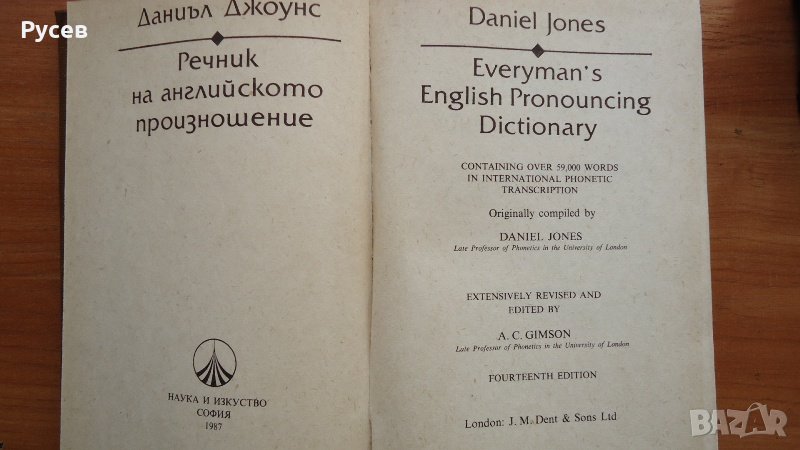 Русев
Даниъл Джоунс
Речник
на английското
произношение
НАУКА И ИЗКУСТВО
СОФИЯ
1987
Daniel Jones
Everyman's
English Pronouncing
Dictionary
CONTAINING OVER 59,000 WORDS
IN INTERNATIONAL PHONETIC
TRANSCRIPTION
Originally compiled by
DANIEL JONES
Late Professor of Phonetics in the University of London
EXTENSIVELY REVISED AND
EDITED BY
A. C. GIMSON
Late Professor of Phonetics in the University of London
FOURTEENTH EDITION
London: J. M. Dent & Sons Ltd
BAZAR